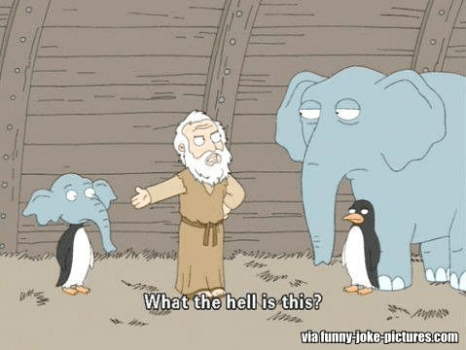 What the hell is this?
via funny-joke-pictures.com